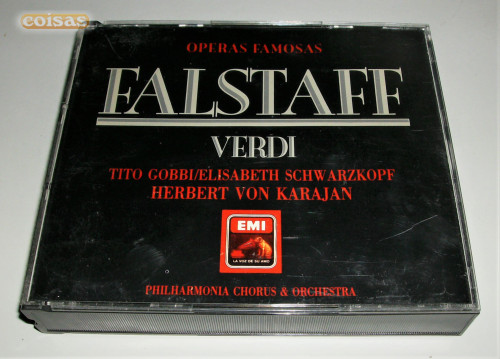 coisas
OPERAS FAMOSAS
FALSTAFF
VERDI
TITO GOBBI/ELISABETH SCHWARZKOPF
HERBERT VON KARAJAN
EMI
LA VOZ DE SU AMO
PHILHARMONIA CHORUS & ORCHESTRA